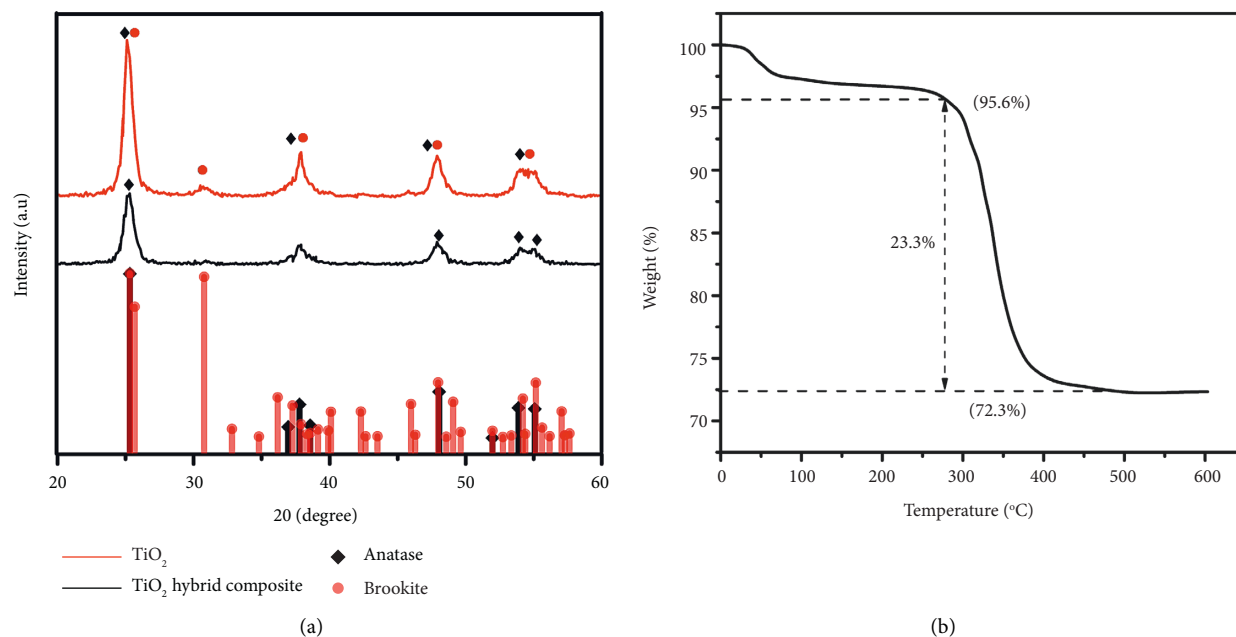 Intensity (a.u)
20
30
40
50
60
20 (degree)
TiO₂
TiO₂ hybrid composite
Anatase
Brookite
(a)
100
95
90
85
80
75
70
Weight (%)
(95.6%)
23.3%
(72.3%)
0
100
200
300
400
500
600
Temperature (°C)
(b)